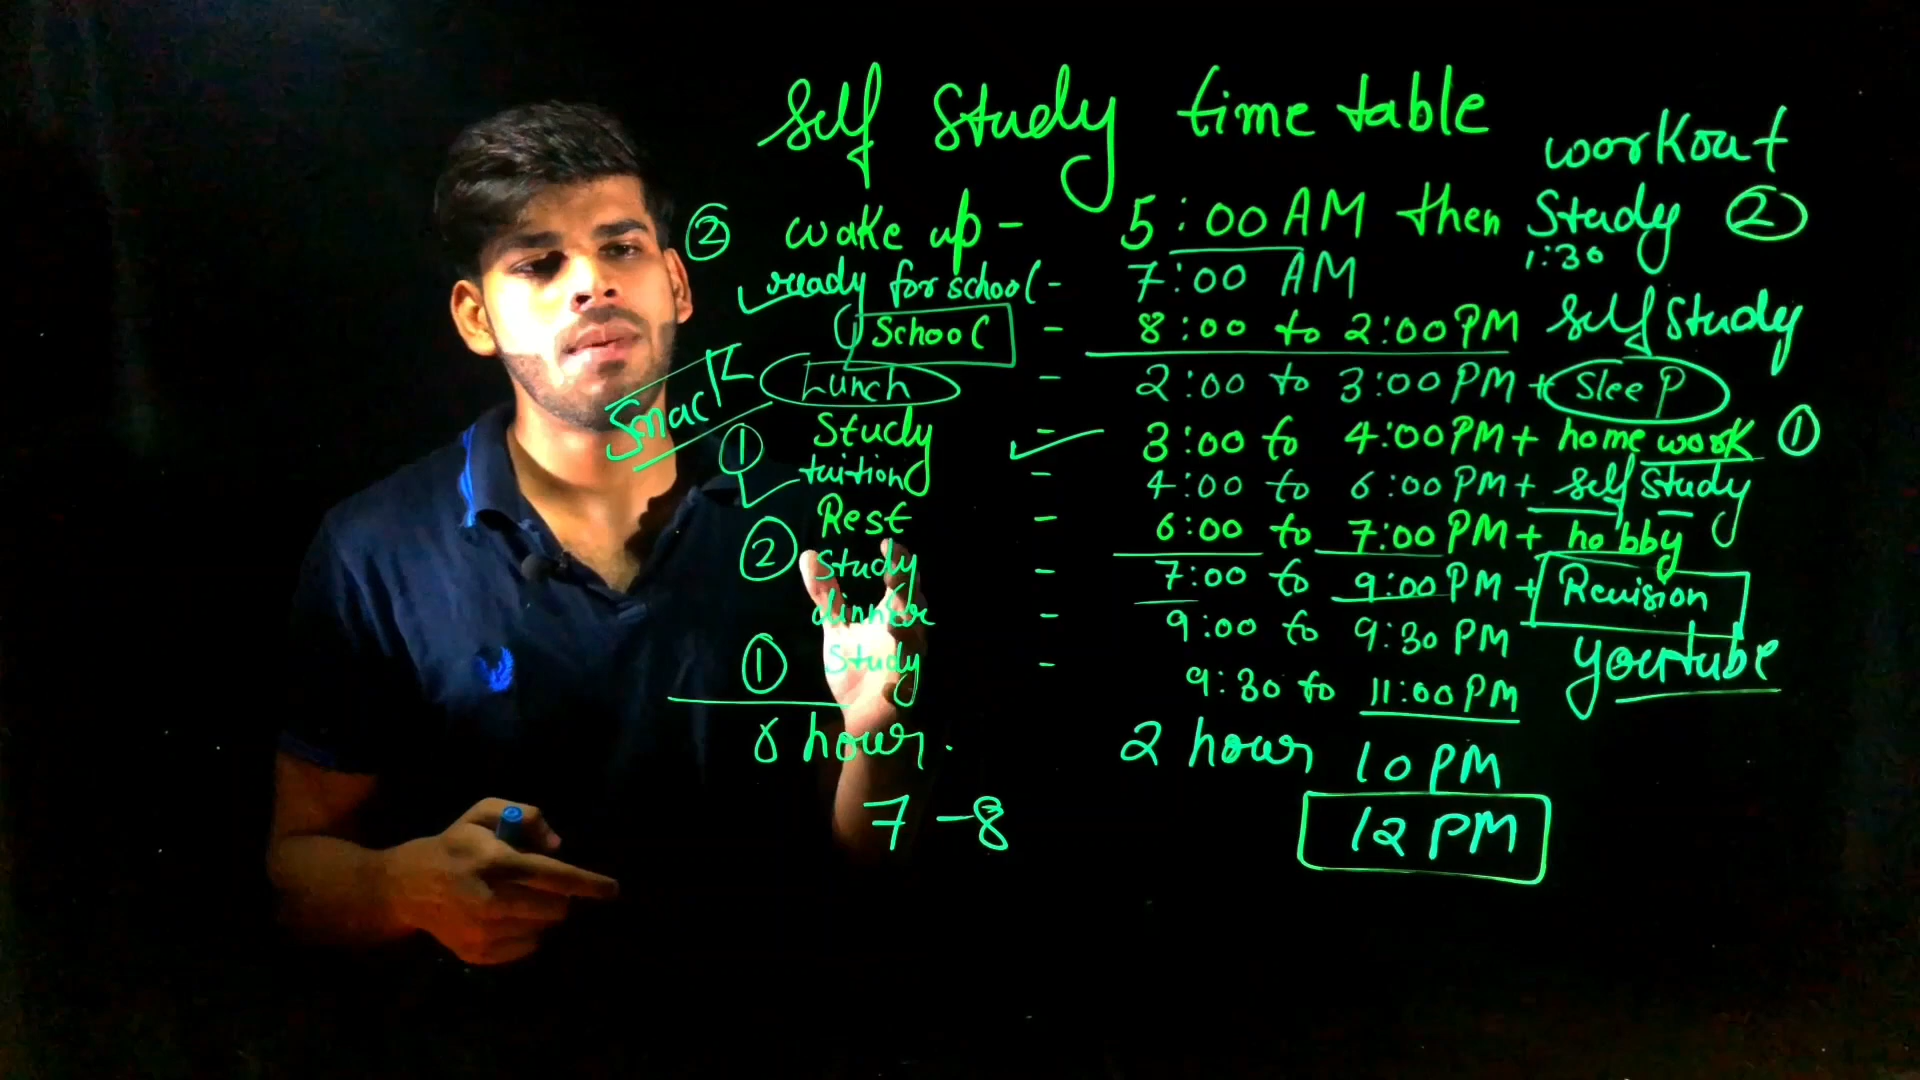 Self Study time table
workout
② wake up - 5:00 AM then Study ②
1:30
ready for school - 7:00 AM
School - 8:00 to 2:00 PM Self Study
Snack Lunch - 2:00 to 3:00 PM + Sleep
① Study - 3:00 to 4:00 PM + home work ①
tuition - 4:00 to 6:00 PM + self study
Rest - 6:00 to 7:00 PM + hobby
② Study - 7:00 to 9:00 PM + Revision
dinner - 9:00 to 9:30 PM youtube
① Study - 9:30 to 11:00 PM
hour. 2 hour 10 PM
7-8 12 PM